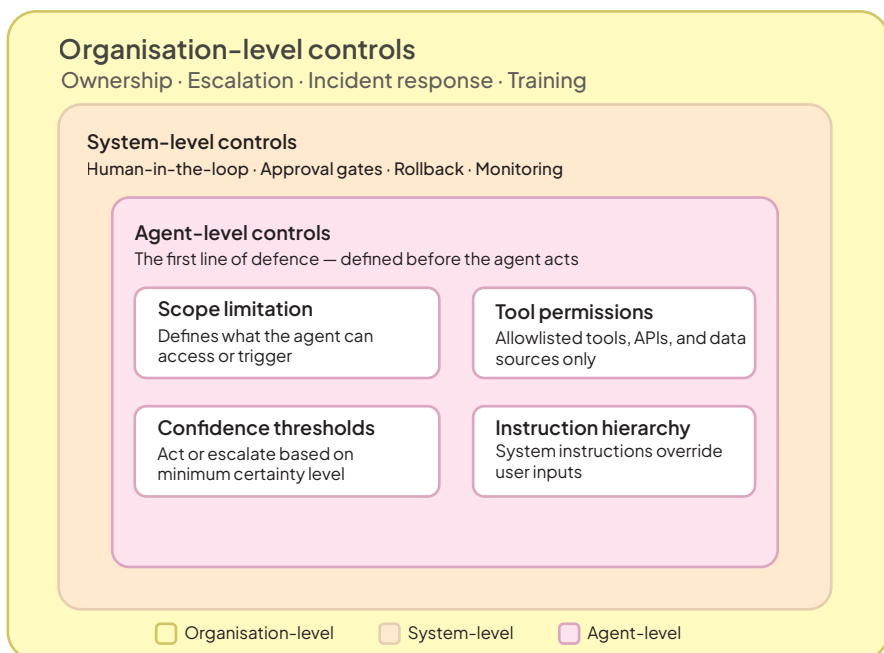 Organisation-level controls
Ownership · Escalation · Incident response · Training
System-level controls
Human-in-the-loop · Approval gates · Rollback · Monitoring
Agent-level controls
The first line of defence — defined before the agent acts
Scope limitation
Defines what the agent can
access or trigger
Tool permissions
Allowlisted tools, APIs, and data
sources only
Confidence thresholds
Act or escalate based on
minimum certainty level
Instruction hierarchy
System instructions override
user inputs
Organisation-level
System-level
Agent-level